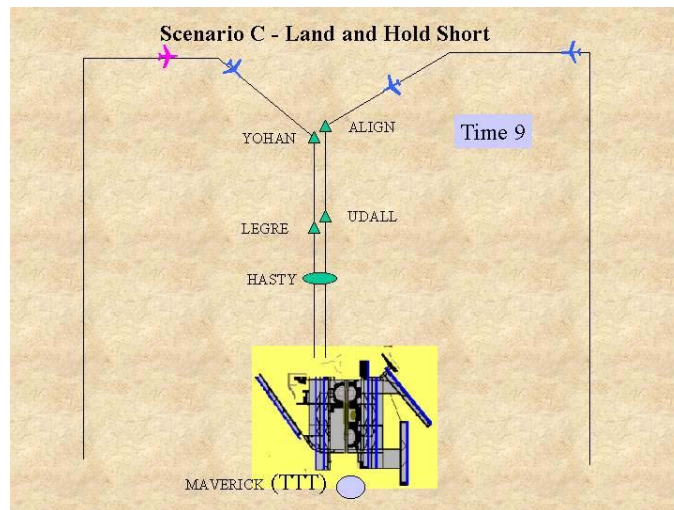 Scenario C - Land and Hold Short
ALIGN
YOHAN
Time 9
UDALL
LEGRE
HASTY
MAVERICK (TTT)